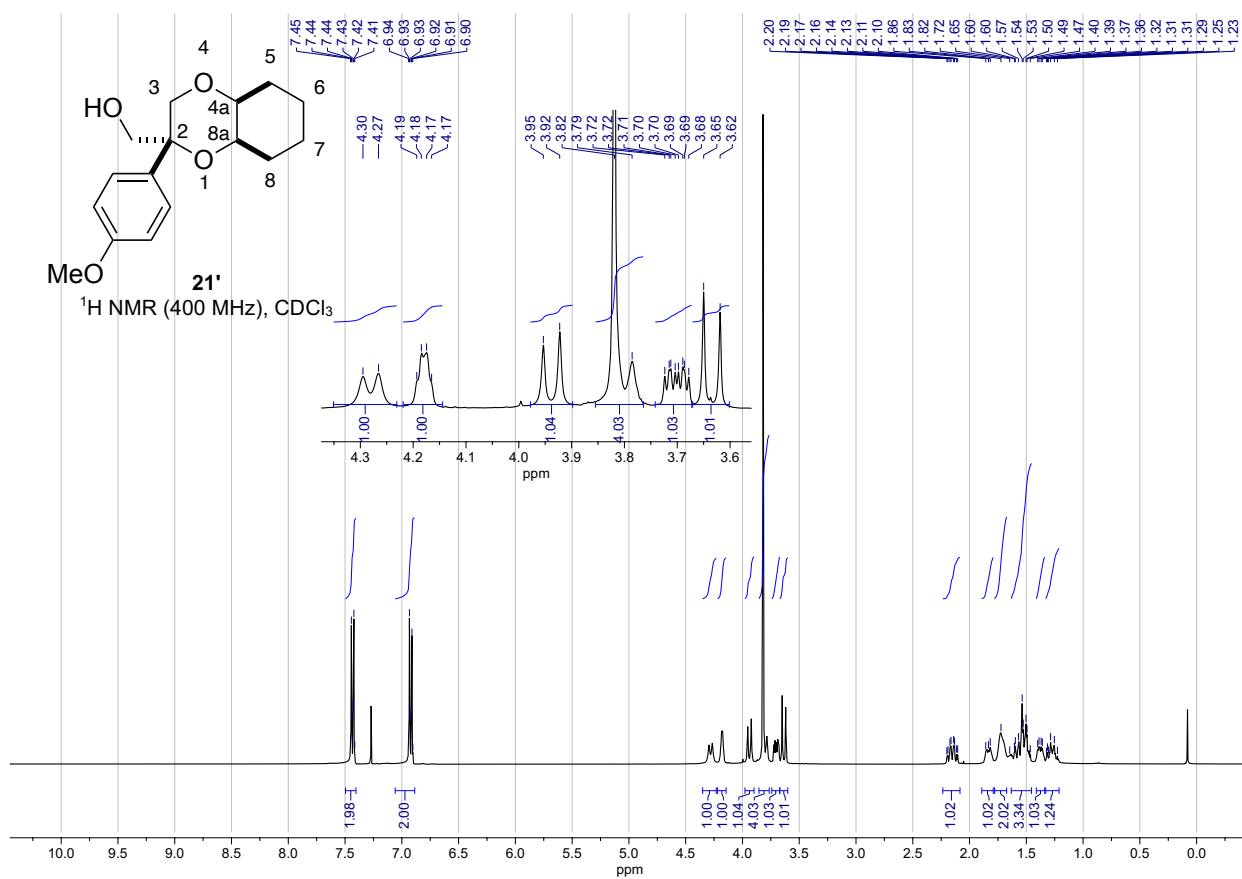 7.45 7.44 7.44 7.43 7.42 7.41 6.94 6.93 6.93 6.92 6.91 6.90
2.20 2.19 2.17 2.16 2.14 2.13 2.11 2.10 1.86 1.83 1.82 1.72 1.65 1.60 1.60 1.57 1.54 1.53 1.50 1.49 1.47 1.40 1.39 1.37 1.36 1.32 1.31 1.31 1.29 1.25 1.23
4.30 4.27 4.19 4.18 4.17 4.17 3.95 3.92 3.82 3.79 3.72 3.72 3.71 3.70 3.70 3.69 3.69 3.68 3.65 3.62
4
5
3
O
6
HO
4a
2
8a
7
O
1
8
MeO
21'
¹H NMR (400 MHz), CDCl₃
1.00 1.00 1.04 4.03 1.03 1.01
4.3 4.2 4.1 4.0 3.9 3.8 3.7 3.6
ppm
1.98 2.00 1.00 1.00 1.04 4.03 1.03 1.01 1.02 1.02 2.02 3.34 1.03 1.24
10.0 9.5 9.0 8.5 8.0 7.5 7.0 6.5 6.0 5.5 5.0 4.5 4.0 3.5 3.0 2.5 2.0 1.5 1.0 0.5 0.0
ppm